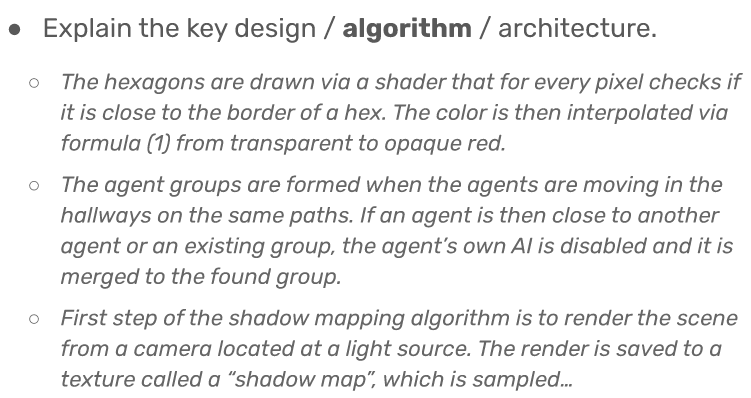 ● Explain the key design / algorithm / architecture.
○ The hexagons are drawn via a shader that for every pixel checks if
it is close to the border of a hex. The color is then interpolated via
formula (1) from transparent to opaque red.
○ The agent groups are formed when the agents are moving in the
hallways on the same paths. If an agent is then close to another
agent or an existing group, the agent’s own AI is disabled and it is
merged to the found group.
○ First step of the shadow mapping algorithm is to render the scene
from a camera located at a light source. The render is saved to a
texture called a “shadow map”, which is sampled…